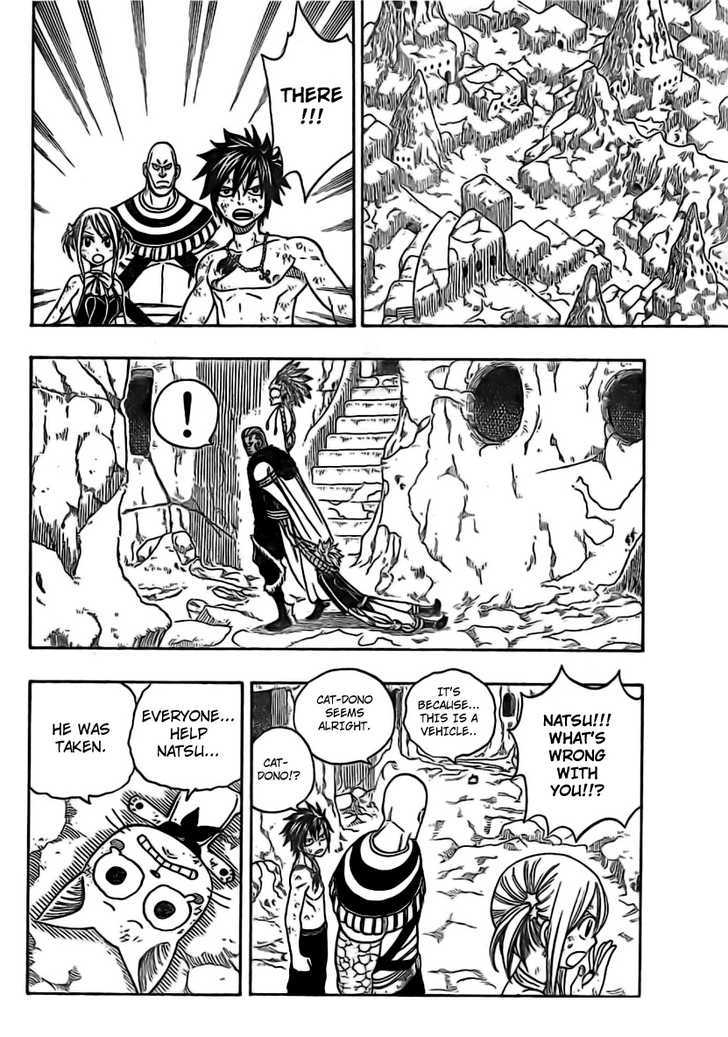 THERE
!!!
!
NATSU!!!
WHAT'S
WRONG
WITH
YOU!!?
IT'S
BECAUSE...
THIS IS A
VEHICLE..
CAT-DONO
SEEMS
ALRIGHT.
CAT-
DONO!?
EVERYONE...
HELP
NATSU...
HE WAS
TAKEN.